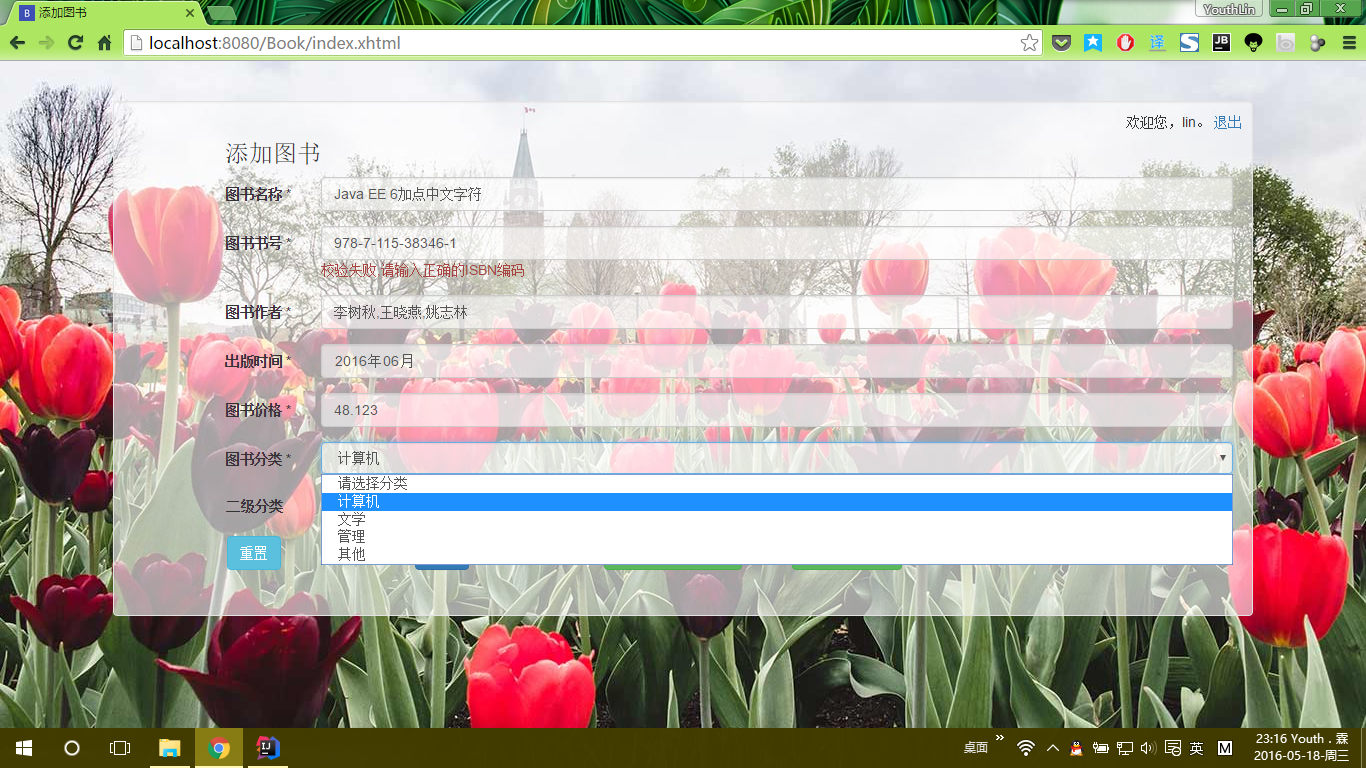 添加图书
YouthLin
localhost:8080/Book/index.xhtml
译
JB
欢迎您，lin。 退出
添加图书
图书名称 * Java EE 6加点中文字符
图书书号 * 978-7-115-38346-1
校验失败,请输入正确的ISBN编码
图书作者 * 李树秋,王晓燕,姚志林
出版时间 * 2016年06月
图书价格 * 48.123
图书分类 * 计算机
请选择分类
计算机
二级分类
文学
管理
其他
重置
桌面
英
M
23:16 Youth . 霖
2016-05-18-周三